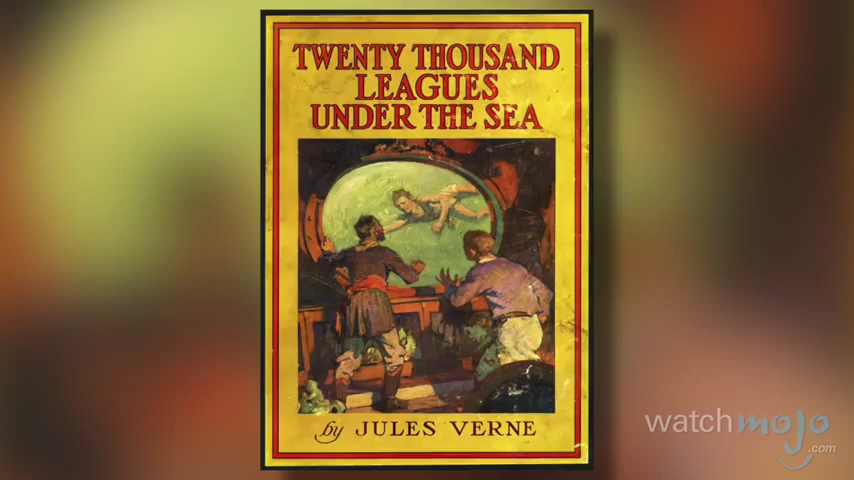 TWENTY THOUSAND
LEAGUES
UNDER THE SEA
by JULES VERNE
watchmojo
.com